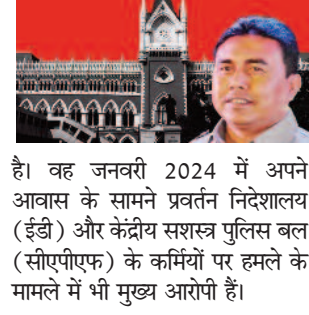 है। वह जनवरी 2024 में अपने
आवास के सामने प्रवर्तन निदेशालय
(ईडी) और केंद्रीय सशस्त्र पुलिस बल
(सीएपीएफ) के कर्मियों पर हमले के
मामले में भी मुख्य आरोपी हैं।